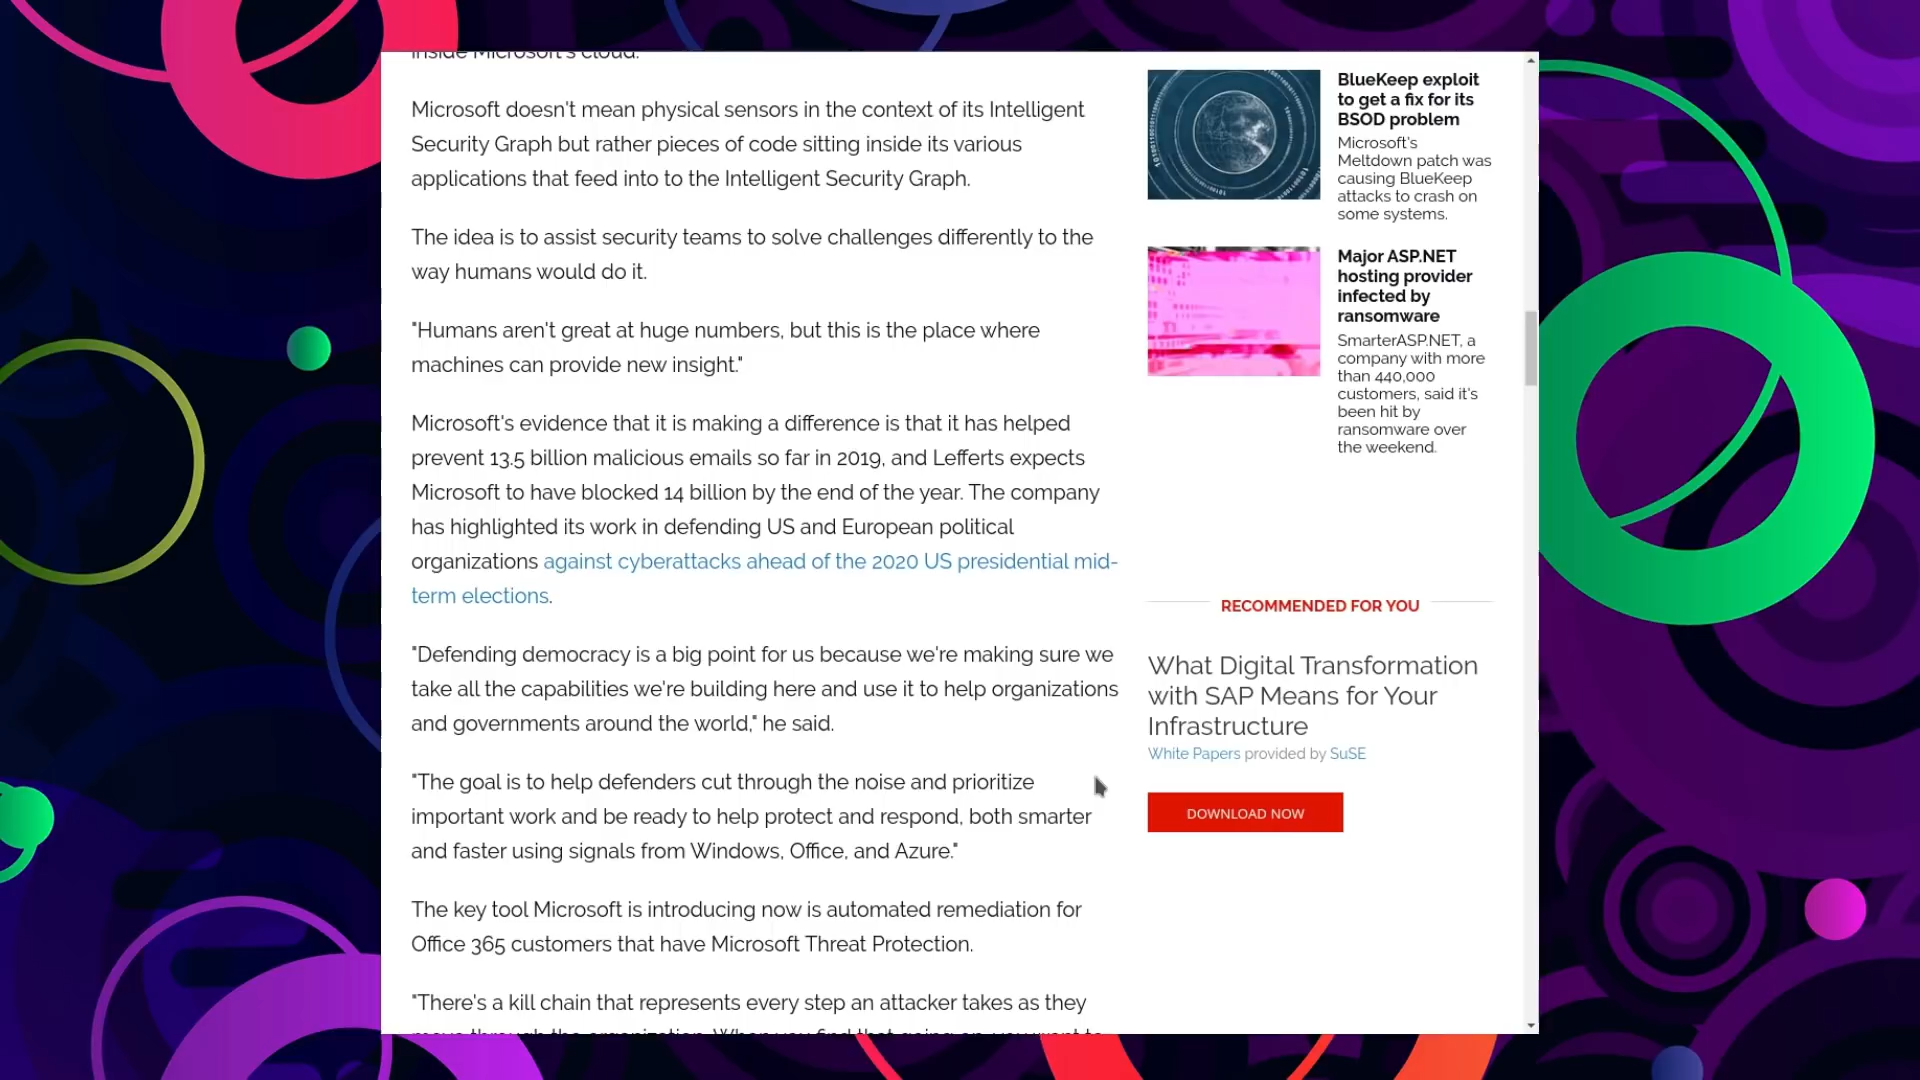 inside Microsoft's cloud.
Microsoft doesn't mean physical sensors in the context of its Intelligent
Security Graph but rather pieces of code sitting inside its various
applications that feed into to the Intelligent Security Graph.
The idea is to assist security teams to solve challenges differently to the
way humans would do it.
"Humans aren't great at huge numbers, but this is the place where
machines can provide new insight."
Microsoft's evidence that it is making a difference is that it has helped
prevent 13.5 billion malicious emails so far in 2019, and Lefferts expects
Microsoft to have blocked 14 billion by the end of the year. The company
has highlighted its work in defending US and European political
organizations against cyberattacks ahead of the 2020 US presidential mid-
term elections.
"Defending democracy is a big point for us because we're making sure we
take all the capabilities we're building here and use it to help organizations
and governments around the world," he said.
"The goal is to help defenders cut through the noise and prioritize
important work and be ready to help protect and respond, both smarter
and faster using signals from Windows, Office, and Azure."
The key tool Microsoft is introducing now is automated remediation for
Office 365 customers that have Microsoft Threat Protection.
"There's a kill chain that represents every step an attacker takes as they
move through the organization. When you find that going on, you want to
BlueKeep exploit
to get a fix for its
BSOD problem
Microsoft's
Meltdown patch was
causing BlueKeep
attacks to crash on
some systems.
Major ASP.NET
hosting provider
infected by
ransomware
SmarterASP.NET, a
company with more
than 440,000
customers, said it's
been hit by
ransomware over
the weekend.
RECOMMENDED FOR YOU
What Digital Transformation
with SAP Means for Your
Infrastructure
White Papers provided by SuSE
DOWNLOAD NOW